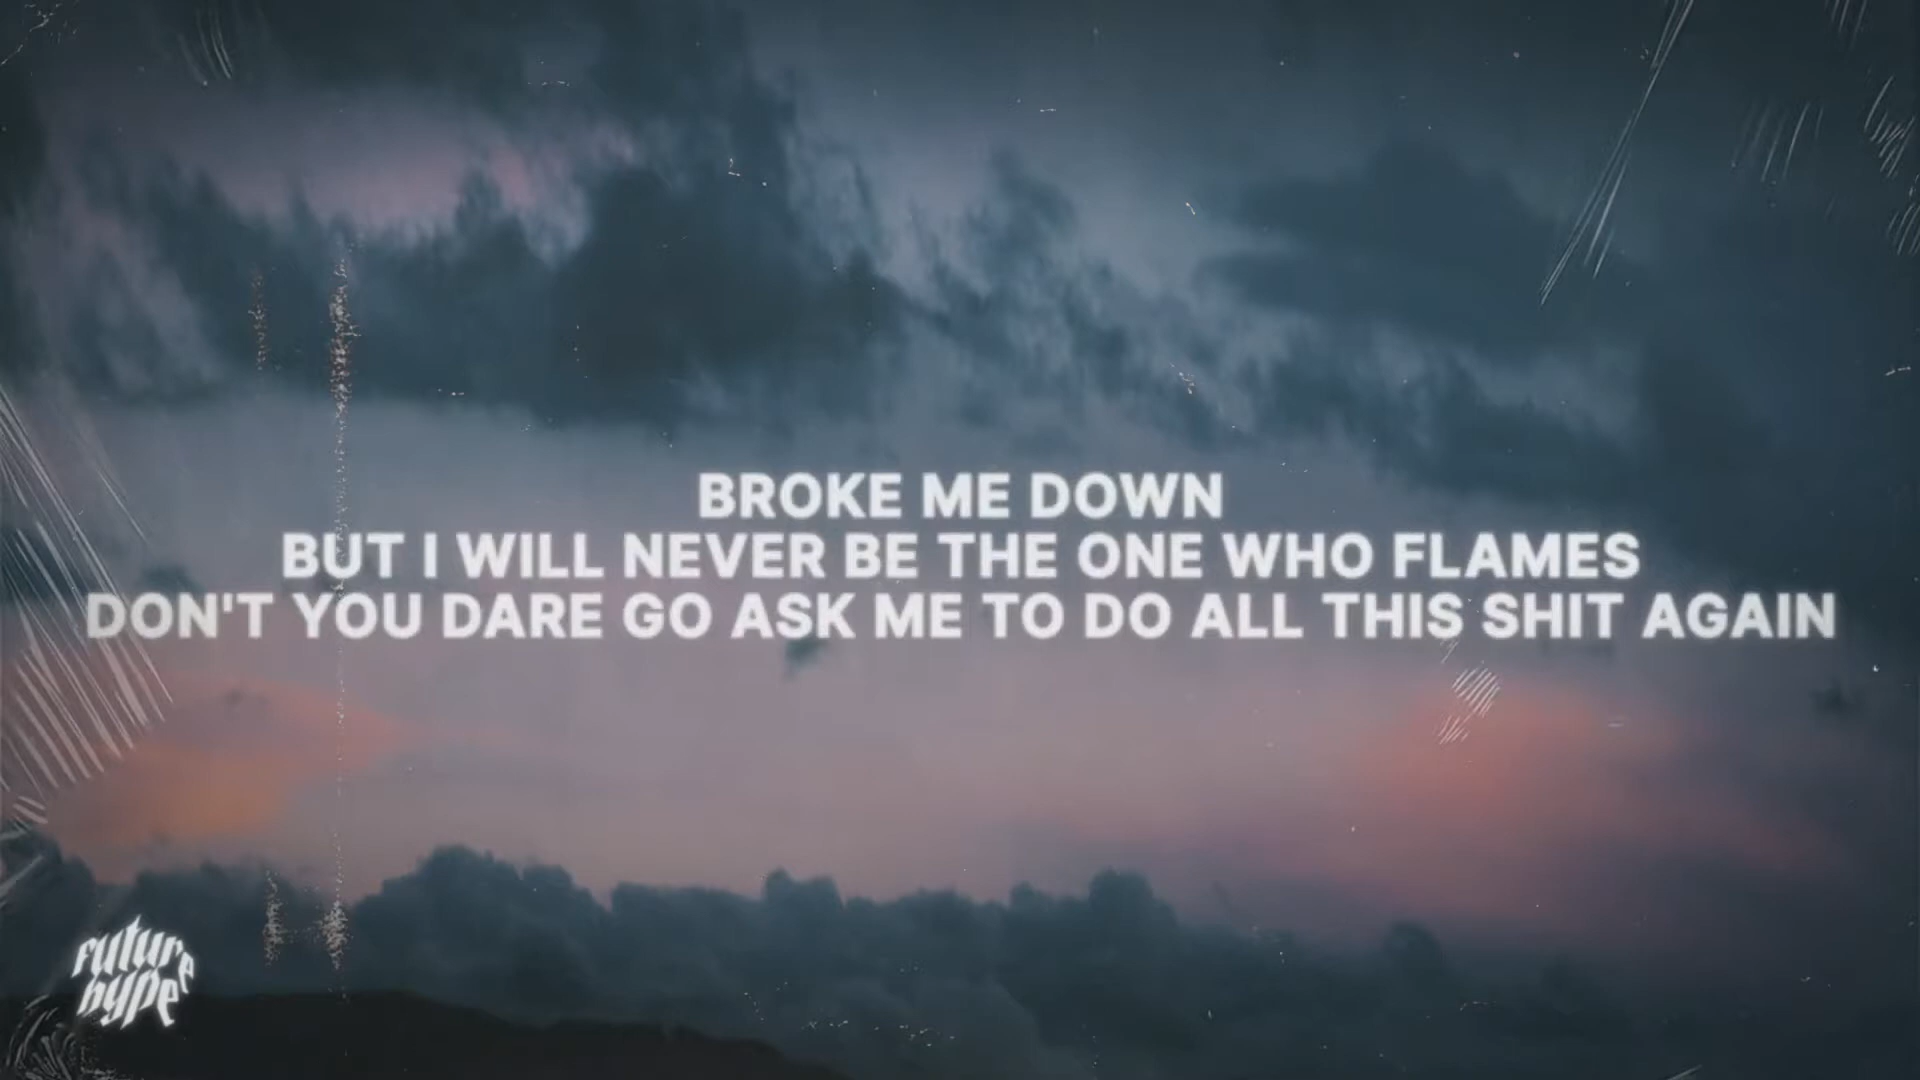 BROKE ME DOWN
BUT I WILL NEVER BE THE ONE WHO FLAMES
DON'T YOU DARE GO ASK ME TO DO ALL THIS SHIT AGAIN
future
hype